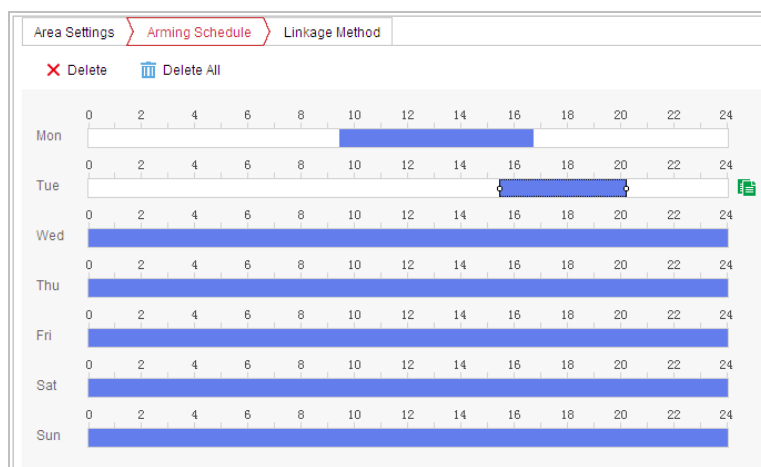 Area Settings Arming Schedule Linkage Method
Delete Delete All
0 2 4 6 8 10 12 14 16 18 20 22 24
Mon
0 2 4 6 8 10 12 14 16 18 20 22 24
Tue
0 2 4 6 8 10 12 14 16 18 20 22 24
Wed
0 2 4 6 8 10 12 14 16 18 20 22 24
Thu
0 2 4 6 8 10 12 14 16 18 20 22 24
Fri
0 2 4 6 8 10 12 14 16 18 20 22 24
Sat
0 2 4 6 8 10 12 14 16 18 20 22 24
Sun